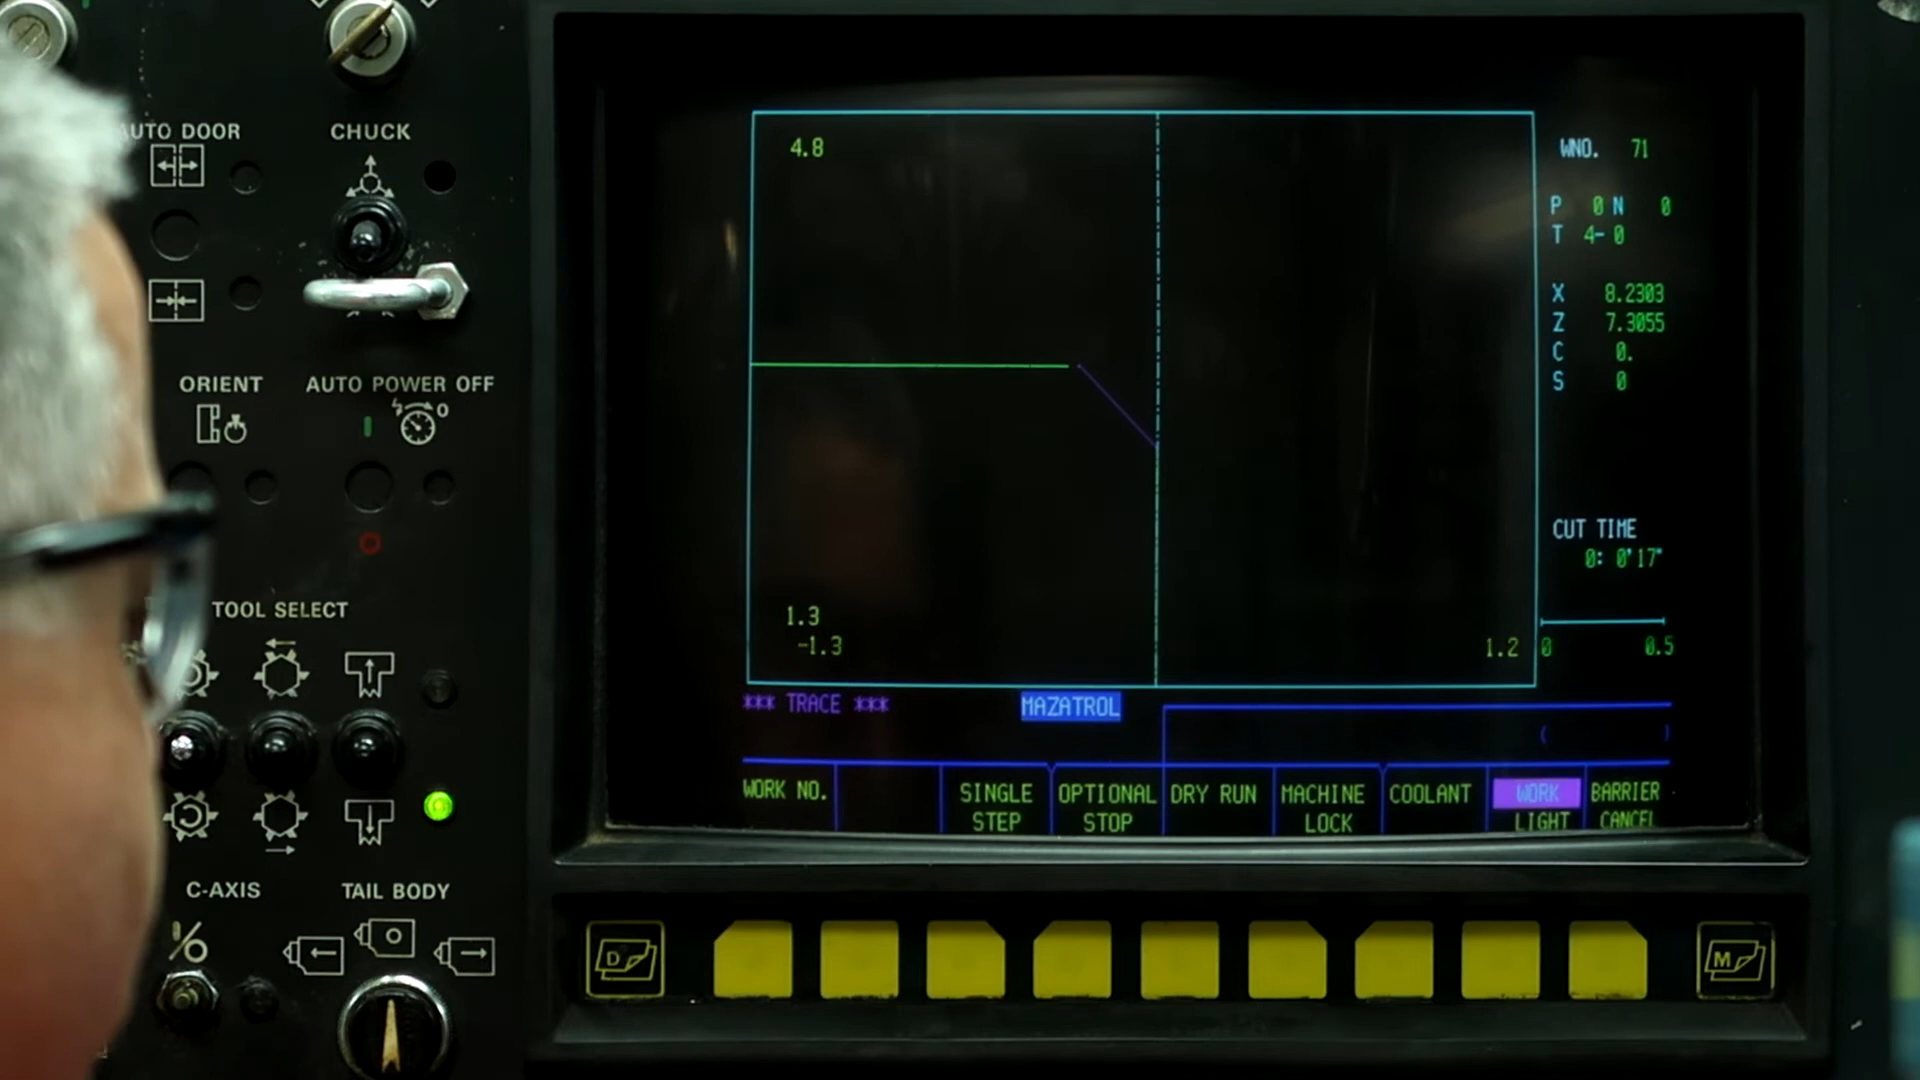 AUTO DOOR
CHUCK
ORIENT
AUTO POWER OFF
O
TOOL SELECT
C-AXIS
TAIL BODY
4.8
1.3
-1.3
1.2
WNO. 71
P 0 N 0
T 4- 0
X 8.2303
Z 7.3055
C 0.
S 0
CUT TIME
0: 0'17"
0 0.5
*** TRACE *** MAZATROL
( )
WORK NO.
SINGLE STEP
OPTIONAL STOP
DRY RUN
MACHINE LOCK
COOLANT
WORK LIGHT
BARRIER CANCEL
D
M